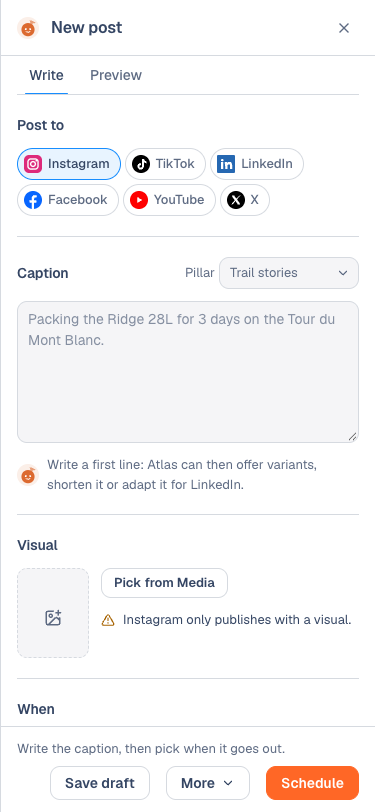 New post
Write Preview
Post to
Instagram TikTok LinkedIn
Facebook YouTube X
Caption Pillar Trail stories
Packing the Ridge 28L for 3 days on the Tour du
Mont Blanc.
Write a first line: Atlas can then offer variants,
shorten it or adapt it for LinkedIn.
Visual
Pick from Media
Instagram only publishes with a visual.
When
Write the caption, then pick when it goes out.
Save draft More Schedule